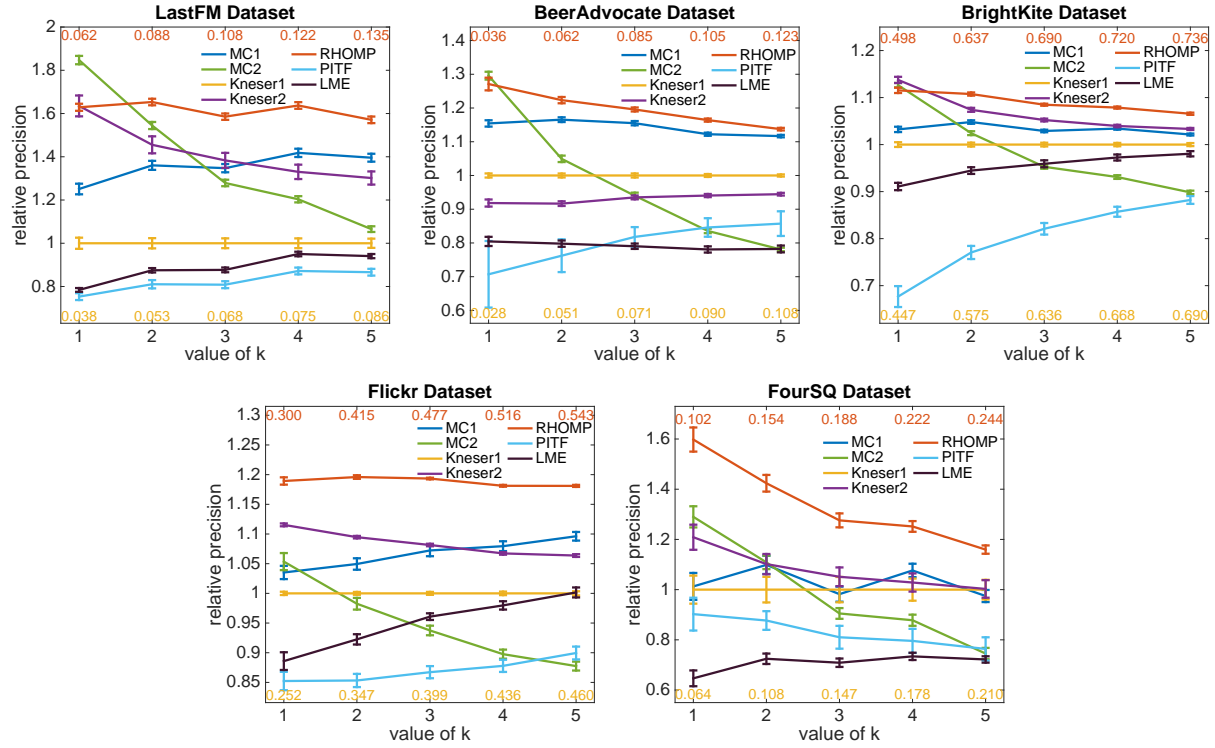 LastFM Dataset
2
1.8
1.6
1.4
1.2
1
0.8
relative precision
0.062 0.088 0.108 0.122 0.135
MC1 RHOMP
MC2 PITF
Kneser1 LME
Kneser2
0.038 0.053 0.068 0.075 0.086
1 2 3 4 5
value of k
BeerAdvocate Dataset
1.4
1.3
1.2
1.1
1
0.9
0.8
0.7
0.6
relative precision
0.036 0.062 0.085 0.105 0.123
MC1 RHOMP
MC2 PITF
Kneser1 LME
Kneser2
0.028 0.051 0.071 0.090 0.108
1 2 3 4 5
value of k
BrightKite Dataset
1.2
1.1
1
0.9
0.8
0.7
relative precision
0.498 0.637 0.690 0.720 0.736
MC1 RHOMP
MC2 PITF
Kneser1 LME
Kneser2
0.447 0.575 0.636 0.668 0.690
1 2 3 4 5
value of k
Flickr Dataset
1.3
1.25
1.2
1.15
1.1
1.05
1
0.95
0.9
0.85
relative precision
0.300 0.415 0.477 0.516 0.543
MC1 RHOMP
MC2 PITF
Kneser1 LME
Kneser2
0.252 0.347 0.399 0.436 0.460
1 2 3 4 5
value of k
FourSQ Dataset
1.6
1.4
1.2
1
0.8
0.6
relative precision
0.102 0.154 0.188 0.222 0.244
MC1 RHOMP
MC2 PITF
Kneser1 LME
Kneser2
0.064 0.108 0.147 0.178 0.210
1 2 3 4 5
value of k